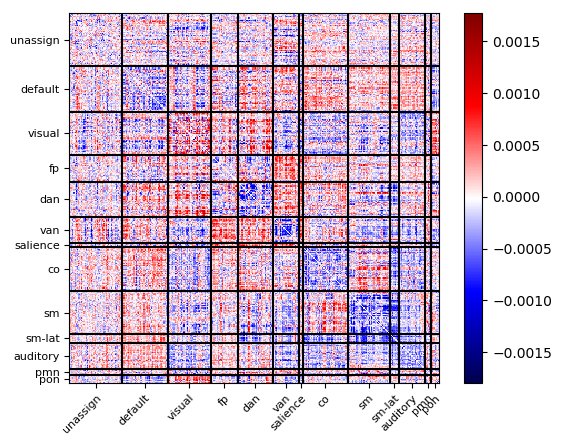 unassign
default
visual
fp
dan
van
salience
co
sm
sm-lat
auditory
pmn
pon
unassign
default
visual
fp
dan
van
salience
co
sm
sm-lat
auditory
pmn
pon
0.0015
0.0010
0.0005
0.0000
−0.0005
−0.0010
−0.0015